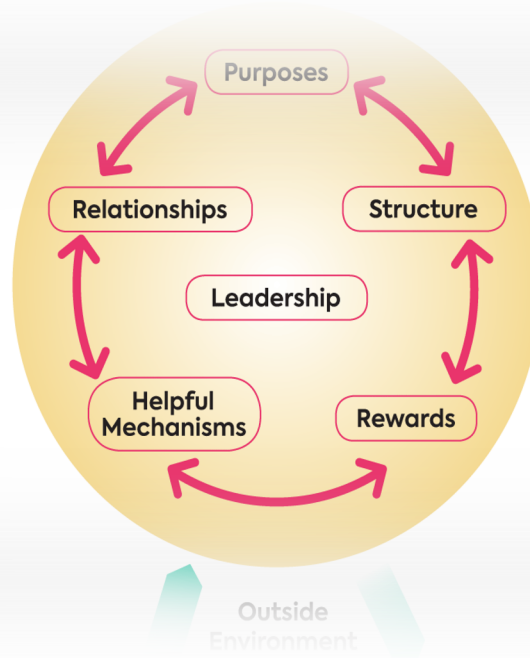 Purposes
Relationships
Structure
Leadership
Helpful
Mechanisms
Rewards
Outside
Environment